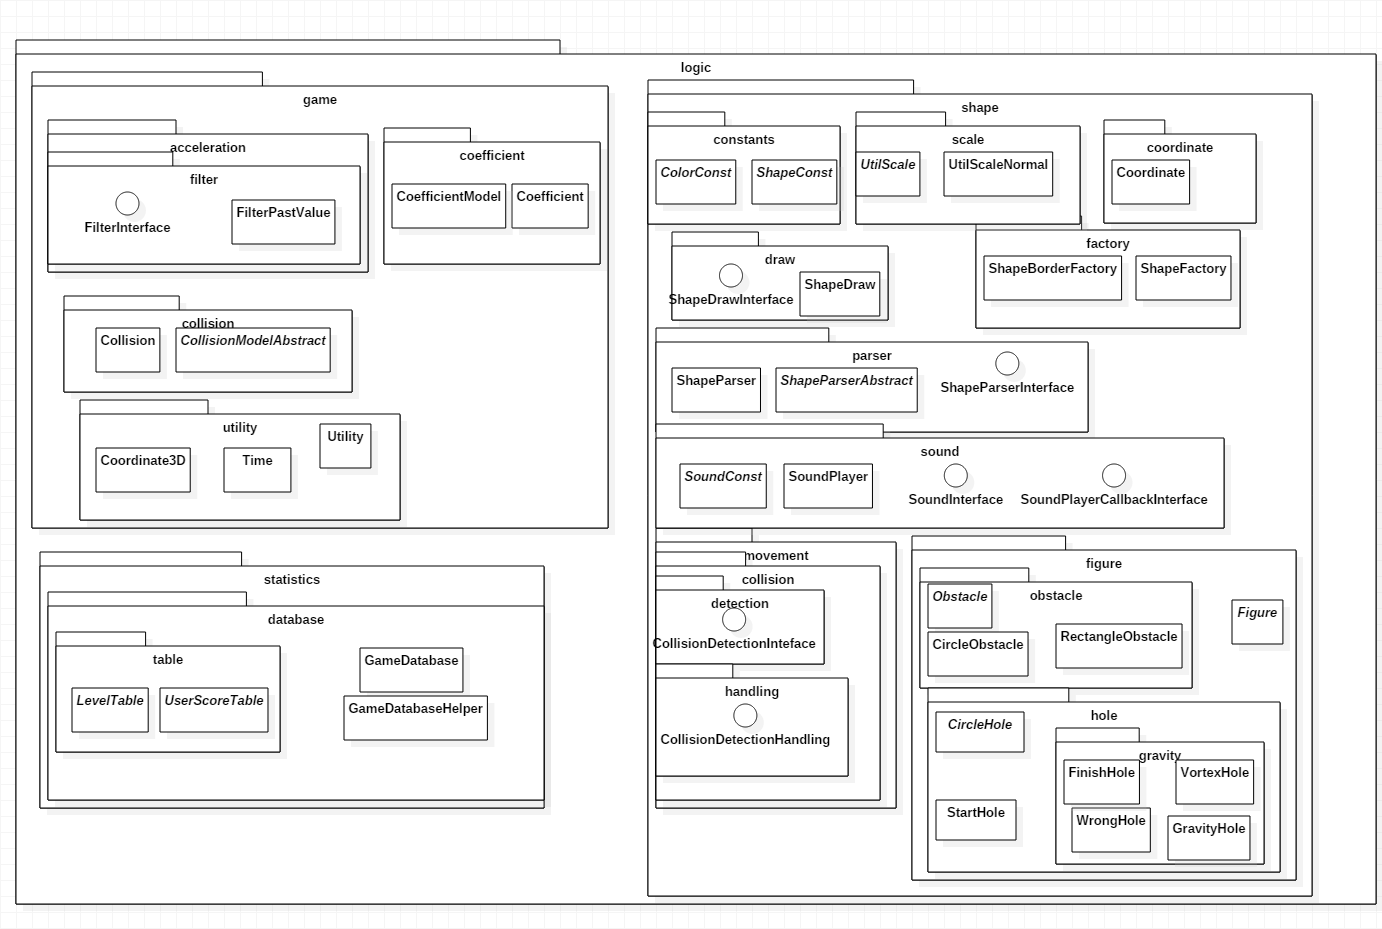 logic
game
acceleration
filter
FilterInterface
FilterPastValue
coefficient
CoefficientModel
Coefficient
collision
Collision
CollisionModelAbstract
utility
Coordinate3D
Time
Utility
statistics
database
table
LevelTable
UserScoreTable
GameDatabase
GameDatabaseHelper
shape
constants
ColorConst
ShapeConst
scale
UtilScale
UtilScaleNormal
coordinate
Coordinate
draw
ShapeDrawInterface
ShapeDraw
factory
ShapeBorderFactory
ShapeFactory
parser
ShapeParser
ShapeParserAbstract
ShapeParserInterface
sound
SoundConst
SoundPlayer
SoundInterface
SoundPlayerCallbackInterface
movement
collision
detection
CollisionDetectionInteface
handling
CollisionDetectionHandling
figure
obstacle
Obstacle
CircleObstacle
RectangleObstacle
Figure
hole
CircleHole
StartHole
gravity
FinishHole
VortexHole
WrongHole
GravityHole